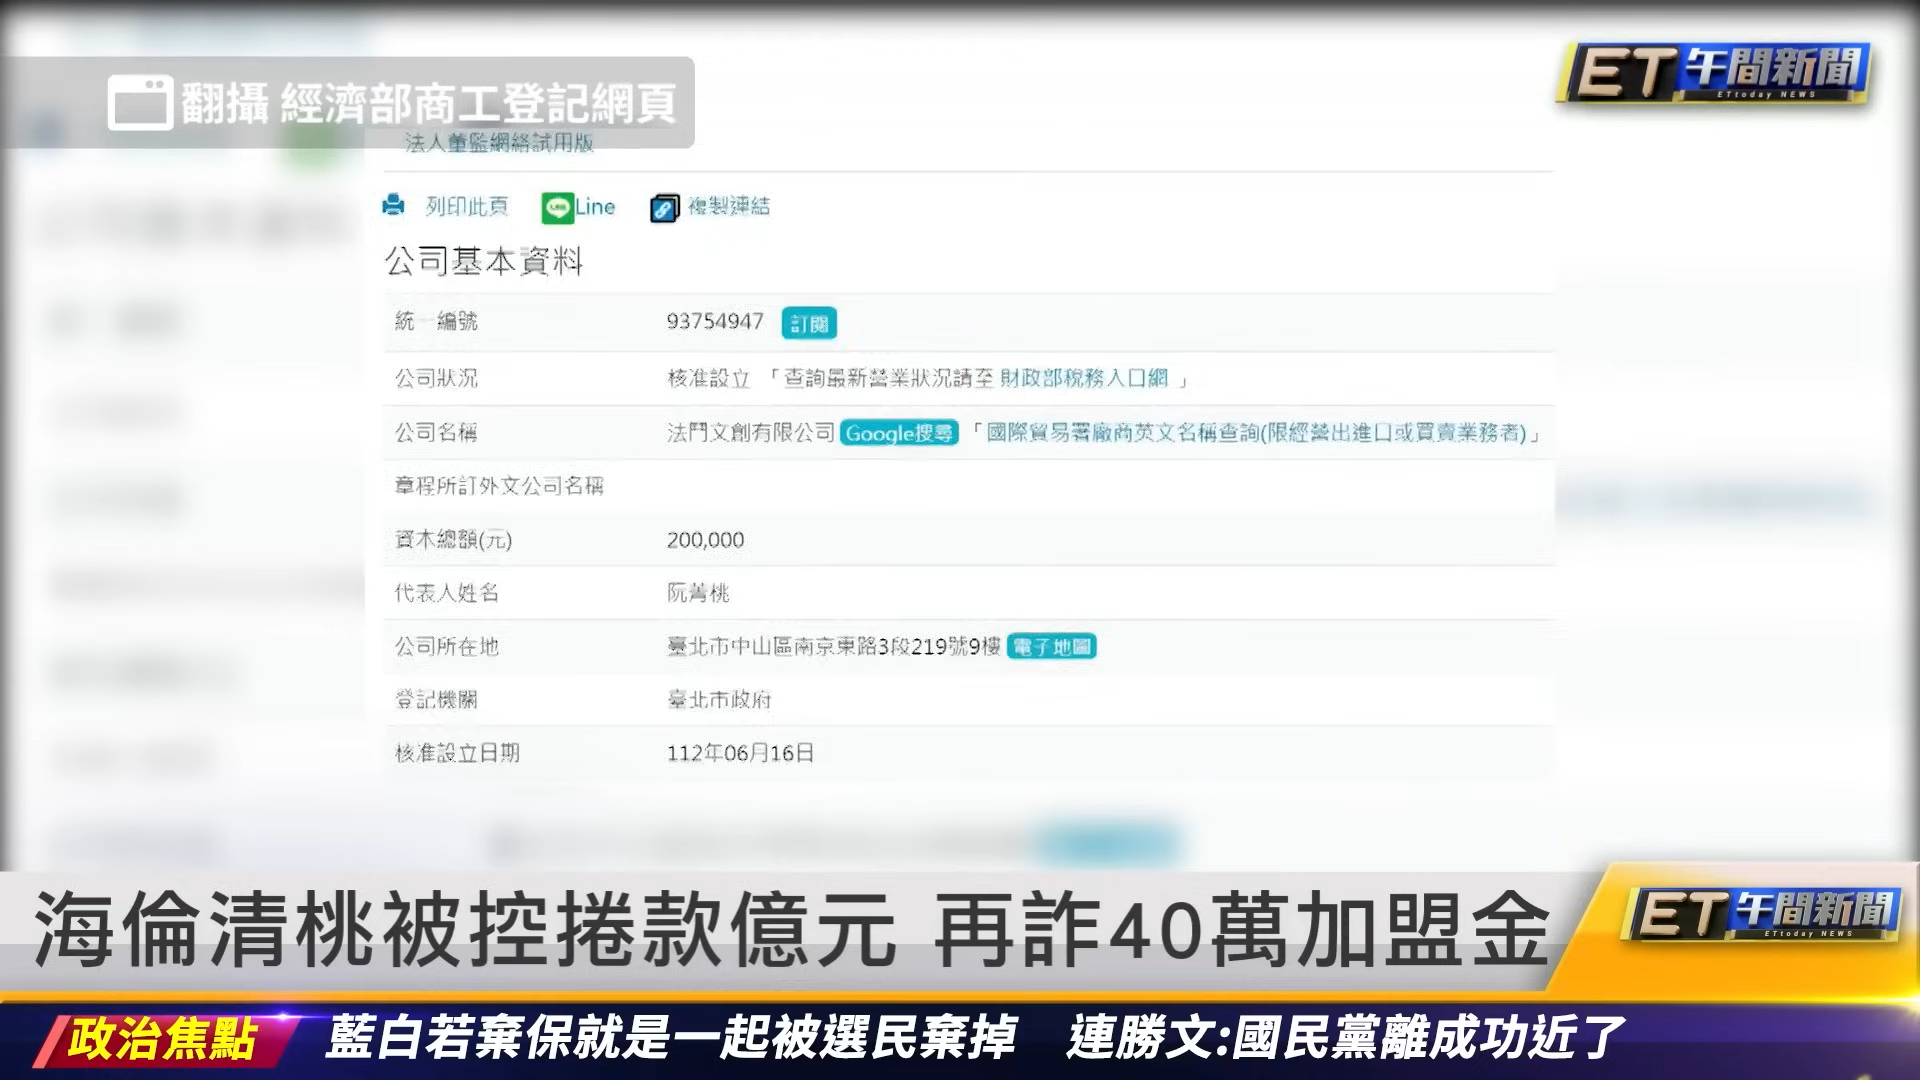 翻攝 經濟部商工登記網頁
ET 午間新聞
ETtoday NEWS
法人董監網絡試用版
列印此頁 Line 複製連結
公司基本資料
統一編號 93754947 訂閱
公司狀況 核准設立 「查詢最新營業狀況請至 財政部稅務入口網 」
公司名稱 法鬥文創有限公司 Google搜尋 「國際貿易署廠商英文名稱查詢(限經營出進口或買賣業務者)」
章程所訂外文公司名稱
資本總額(元) 200,000
代表人姓名 阮菁桃
公司所在地 臺北市中山區南京東路3段219號9樓 電子地圖
登記機關 臺北市政府
核准設立日期 112年06月16日
海倫清桃被控捲款億元 再詐40萬加盟金
ET 午間新聞
ETtoday NEWS
政治焦點 藍白若棄保就是一起被選民棄掉 連勝文:國民黨離成功近了